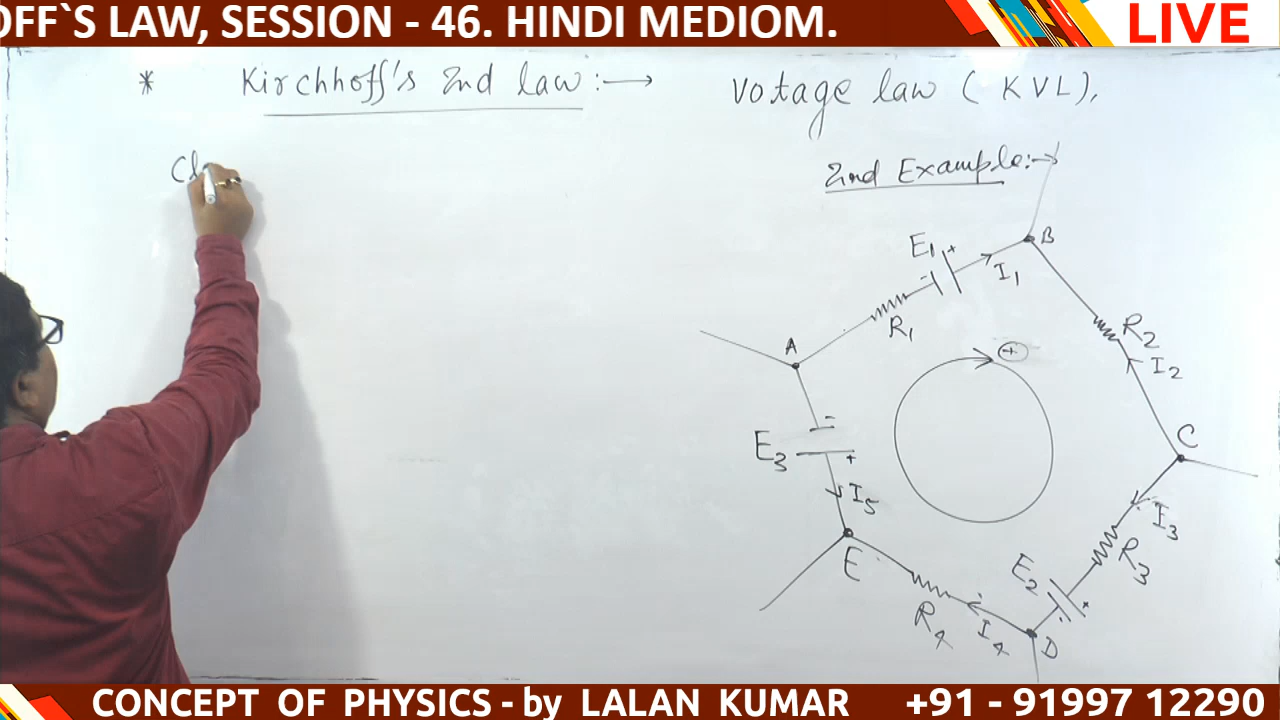 OFF`S LAW, SESSION - 46. HINDI MEDIOM.
LIVE
* Kirchhoff's 2nd law :→ Votage law ( KVL),
2nd Example:→
B
E1
+
-
I1
R1
A
R2
+
I2
C
E3
-
+
I5
I3
R3
E
E2
+
-
R4
I4
D
CONCEPT OF PHYSICS - by LALAN KUMAR +91 - 91997 12290